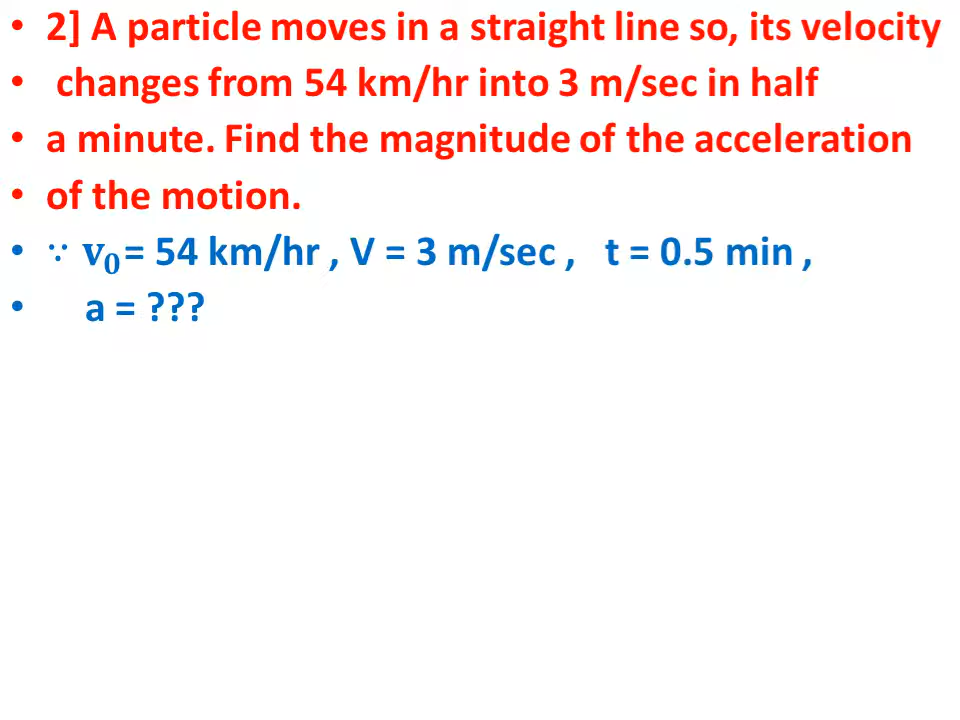 • 2] A particle moves in a straight line so, its velocity
• changes from 54 km/hr into 3 m/sec in half
• a minute. Find the magnitude of the acceleration
• of the motion.
• ∵ v₀ = 54 km/hr , V = 3 m/sec , t = 0.5 min ,
• a = ???